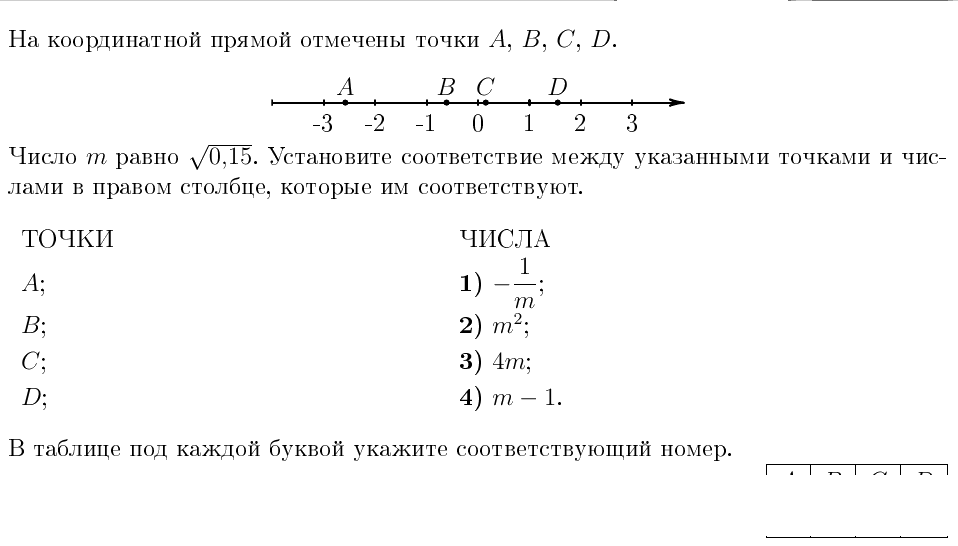 На координатной прямой отмечены точки A, B, C, D.
A B C D
-3 -2 -1 0 1 2 3
Число m равно √0,15. Установите соответствие между указанными точками и чис-
лами в правом столбце, которые им соответствуют.
ТОЧКИ ЧИСЛА
A; 1) −1/m;
B; 2) m²;
C; 3) 4m;
D; 4) m − 1.
В таблице под каждой буквой укажите соответствующий номер.